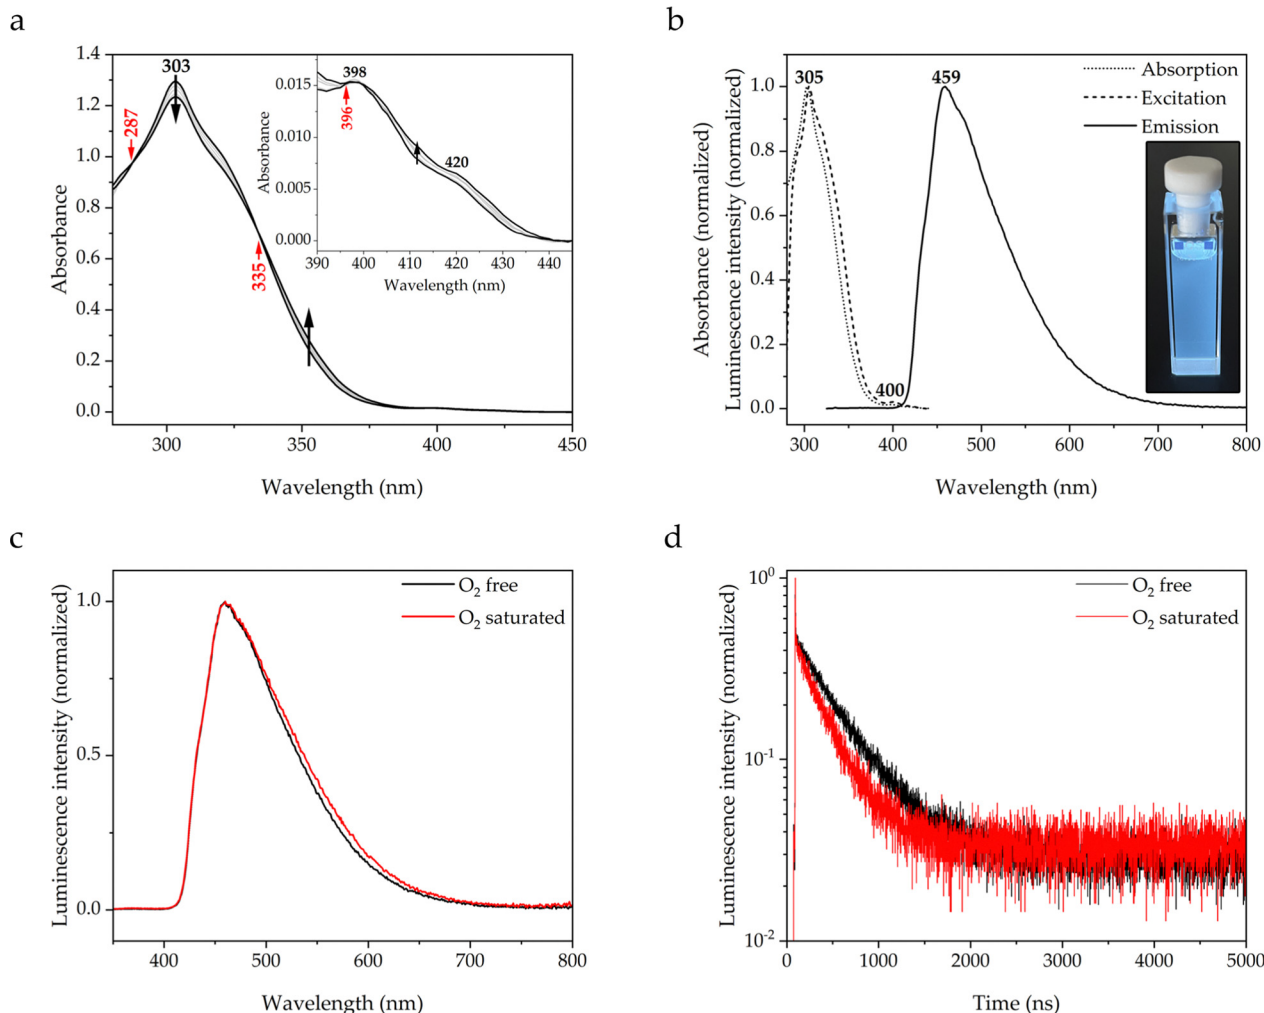 a
1.4
1.2
1.0
0.8
0.6
0.4
0.2
0.0
Absorbance
300
350
400
450
Wavelength (nm)
303
287
335
0.015
0.010
0.005
0.000
Absorbance
390
400
410
420
430
440
Wavelength (nm)
398
396
420
b
1.0
0.8
0.6
0.4
0.2
0.0
Absorbance (normalized)
Luminescence intensity (normalized)
300
400
500
600
700
800
Wavelength (nm)
305
459
400
Absorption
Excitation
Emission
c
1.0
0.5
0.0
Luminescence intensity (normalized)
400
500
600
700
800
Wavelength (nm)
O₂ free
O₂ saturated
d
10⁰
10⁻¹
10⁻²
Luminescence intensity (normalized)
0
1000
2000
3000
4000
5000
Time (ns)
O₂ free
O₂ saturated